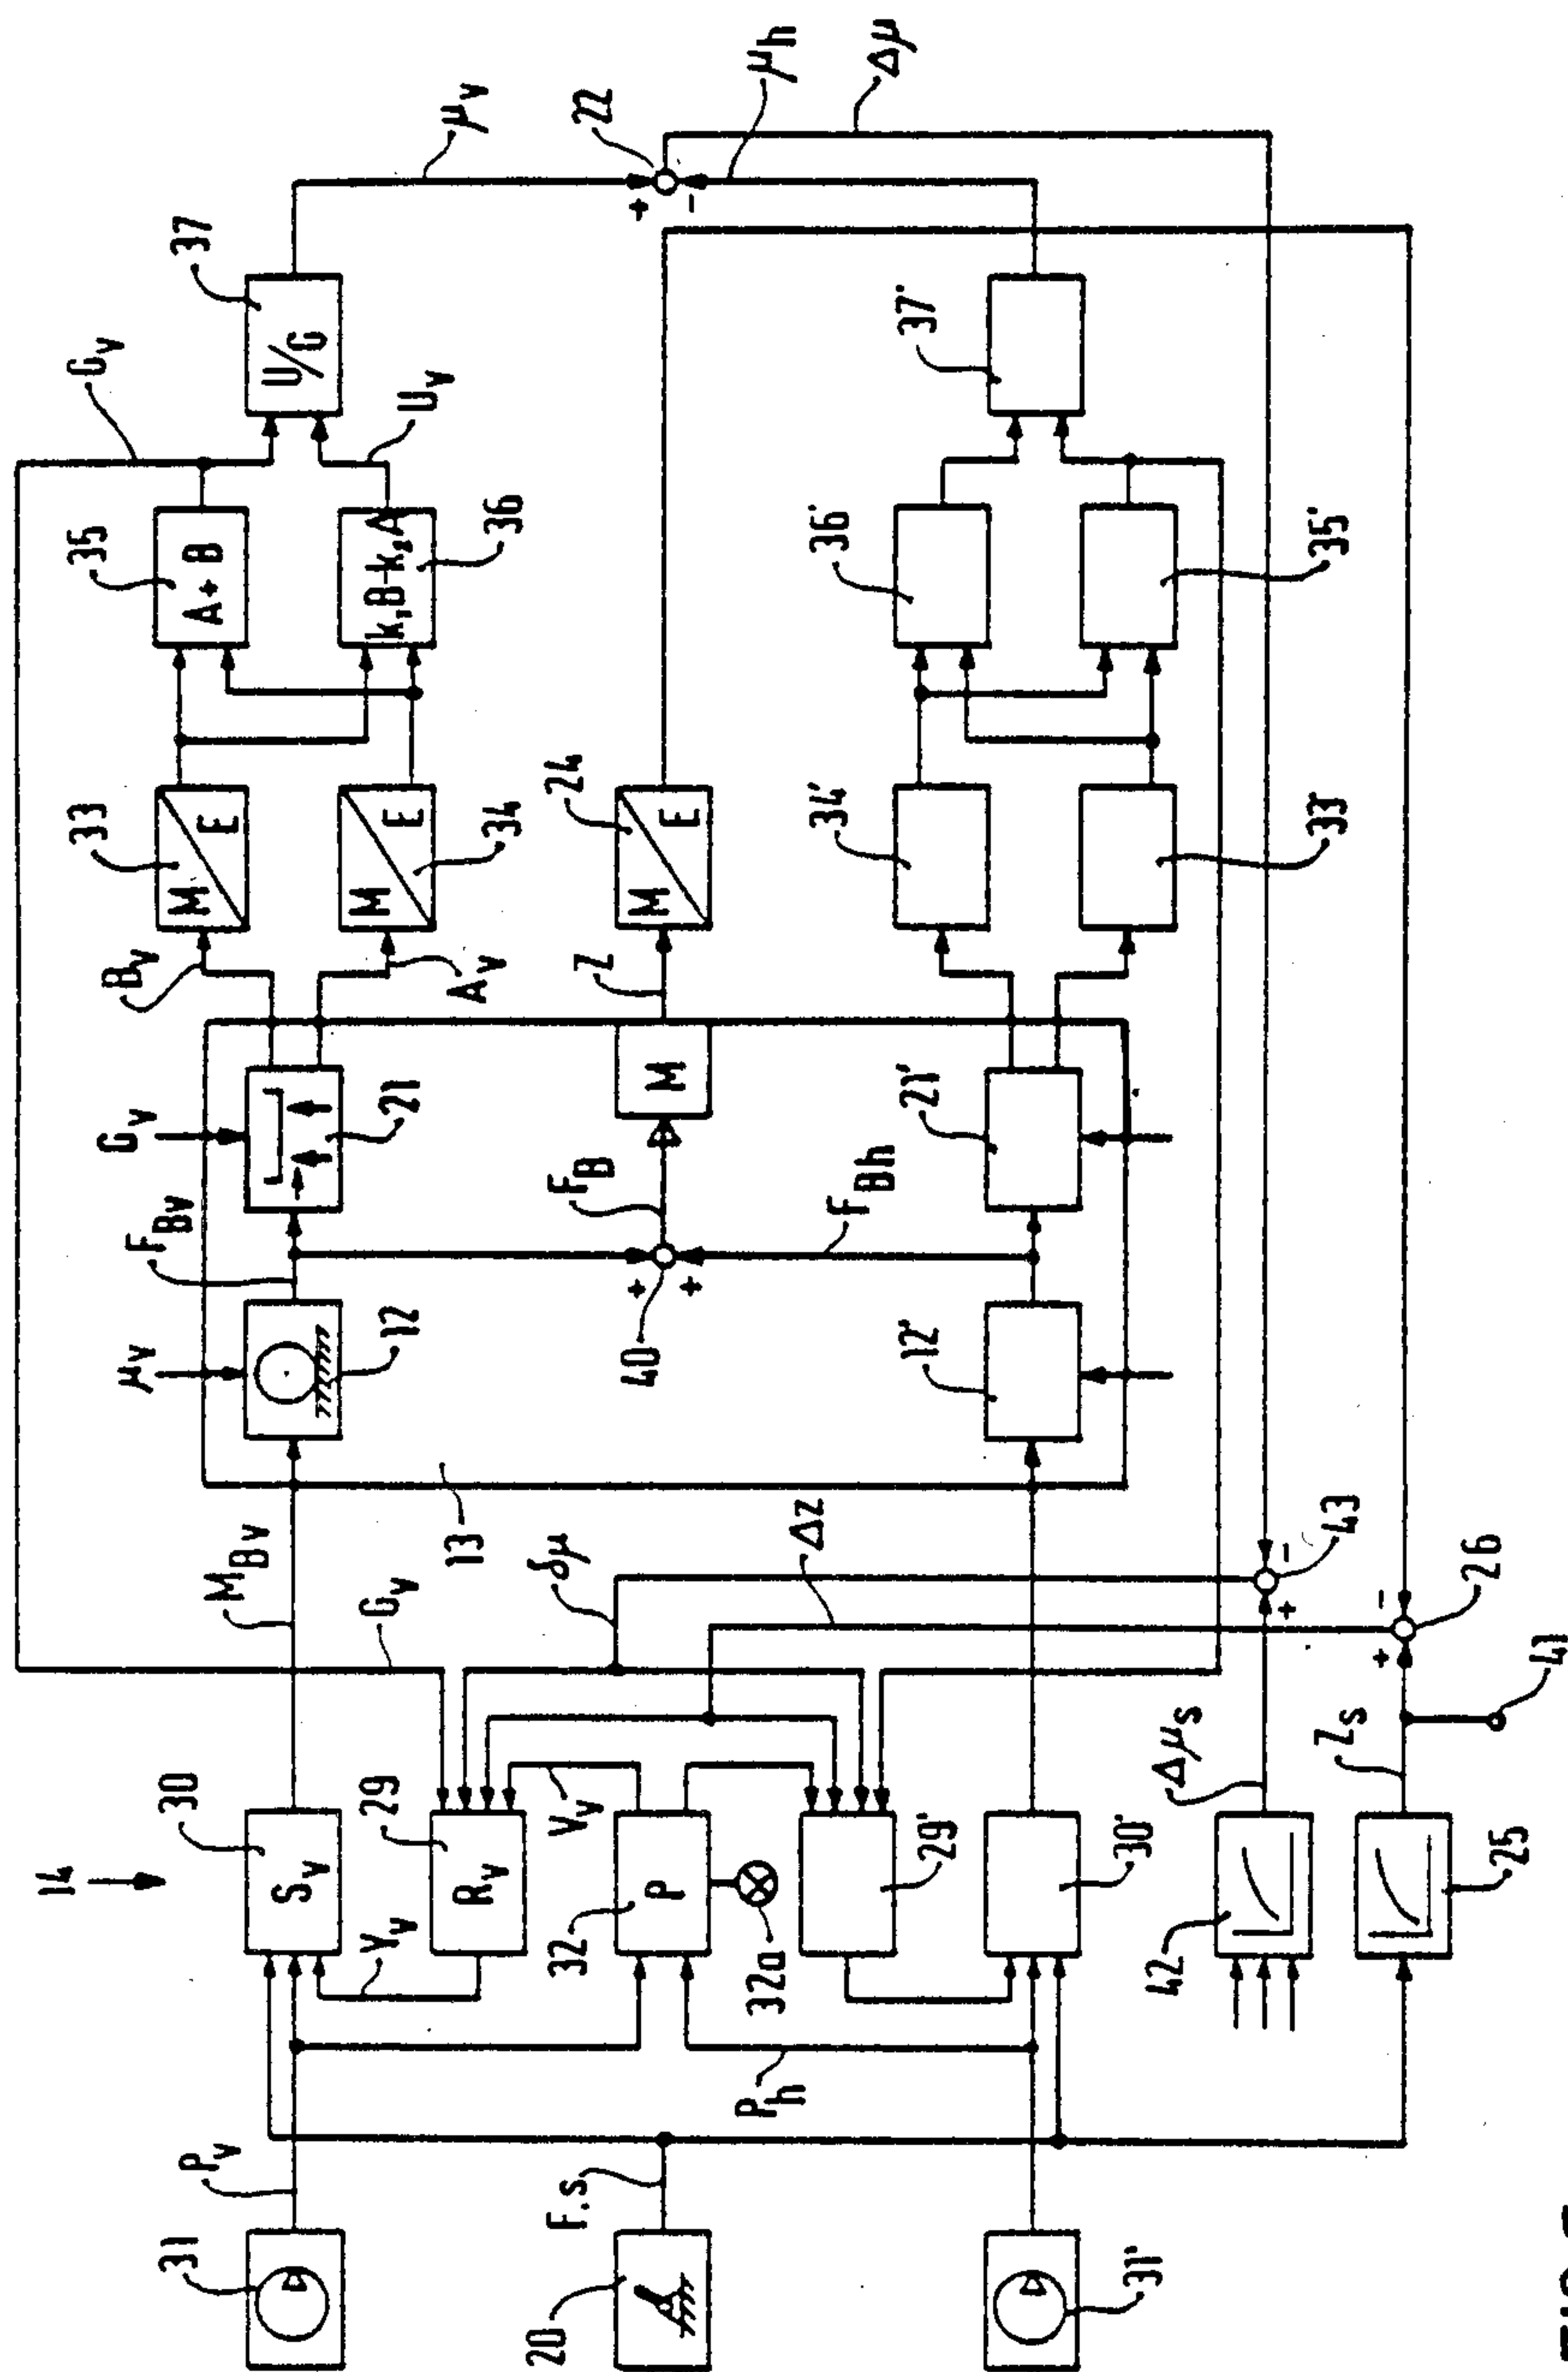 31
Pv
14
30
Sv
MBv
μv
12
FBv
Gv
21
Bv
33
M
E
35
A+B
Gv
37
U/G
μv
Yv
29
Rv
Gv
13
Av
34
M
E
36
k1B-k2A
Uv
22
+
-
20
F.s
32
P
Vv
δμ
40
+
+
FB
M
Z
24
M
E
μh
Δμ
Ph
32a
29'
Δz
FBh
12'
21'
34'
36'
37'
31'
30'
33'
35'
42
Δμs
+
-
43
25
Zs
+
-
26
41